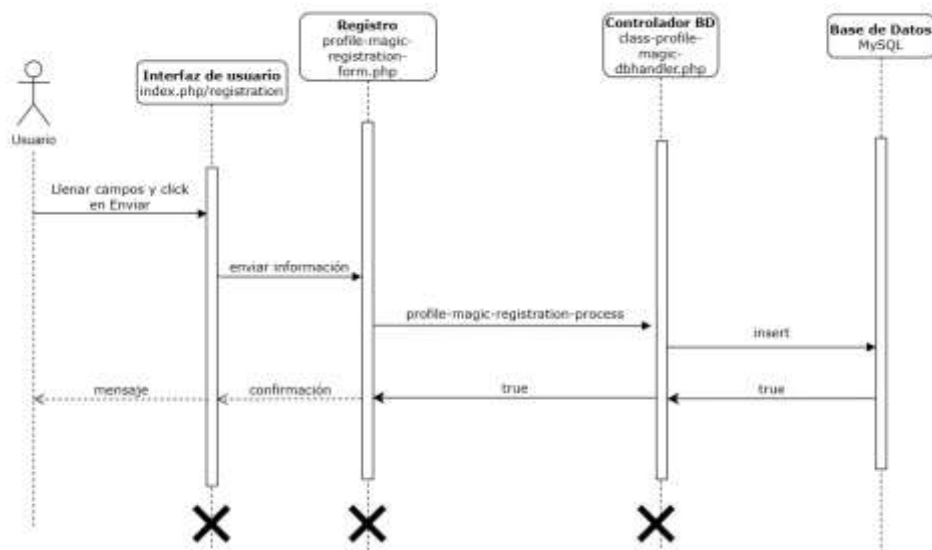 Usuario
Interfaz de usuario
index.php/registration
Registro
profile-magic-
registration-
form.php
Controlador BD
class-profile-
magic-
dbhandler.php
Base de Datos
MySQL
Llenar campos y click
en Enviar
enviar información
profile-magic-registration-process
insert
mensaje
confirmación
true
true